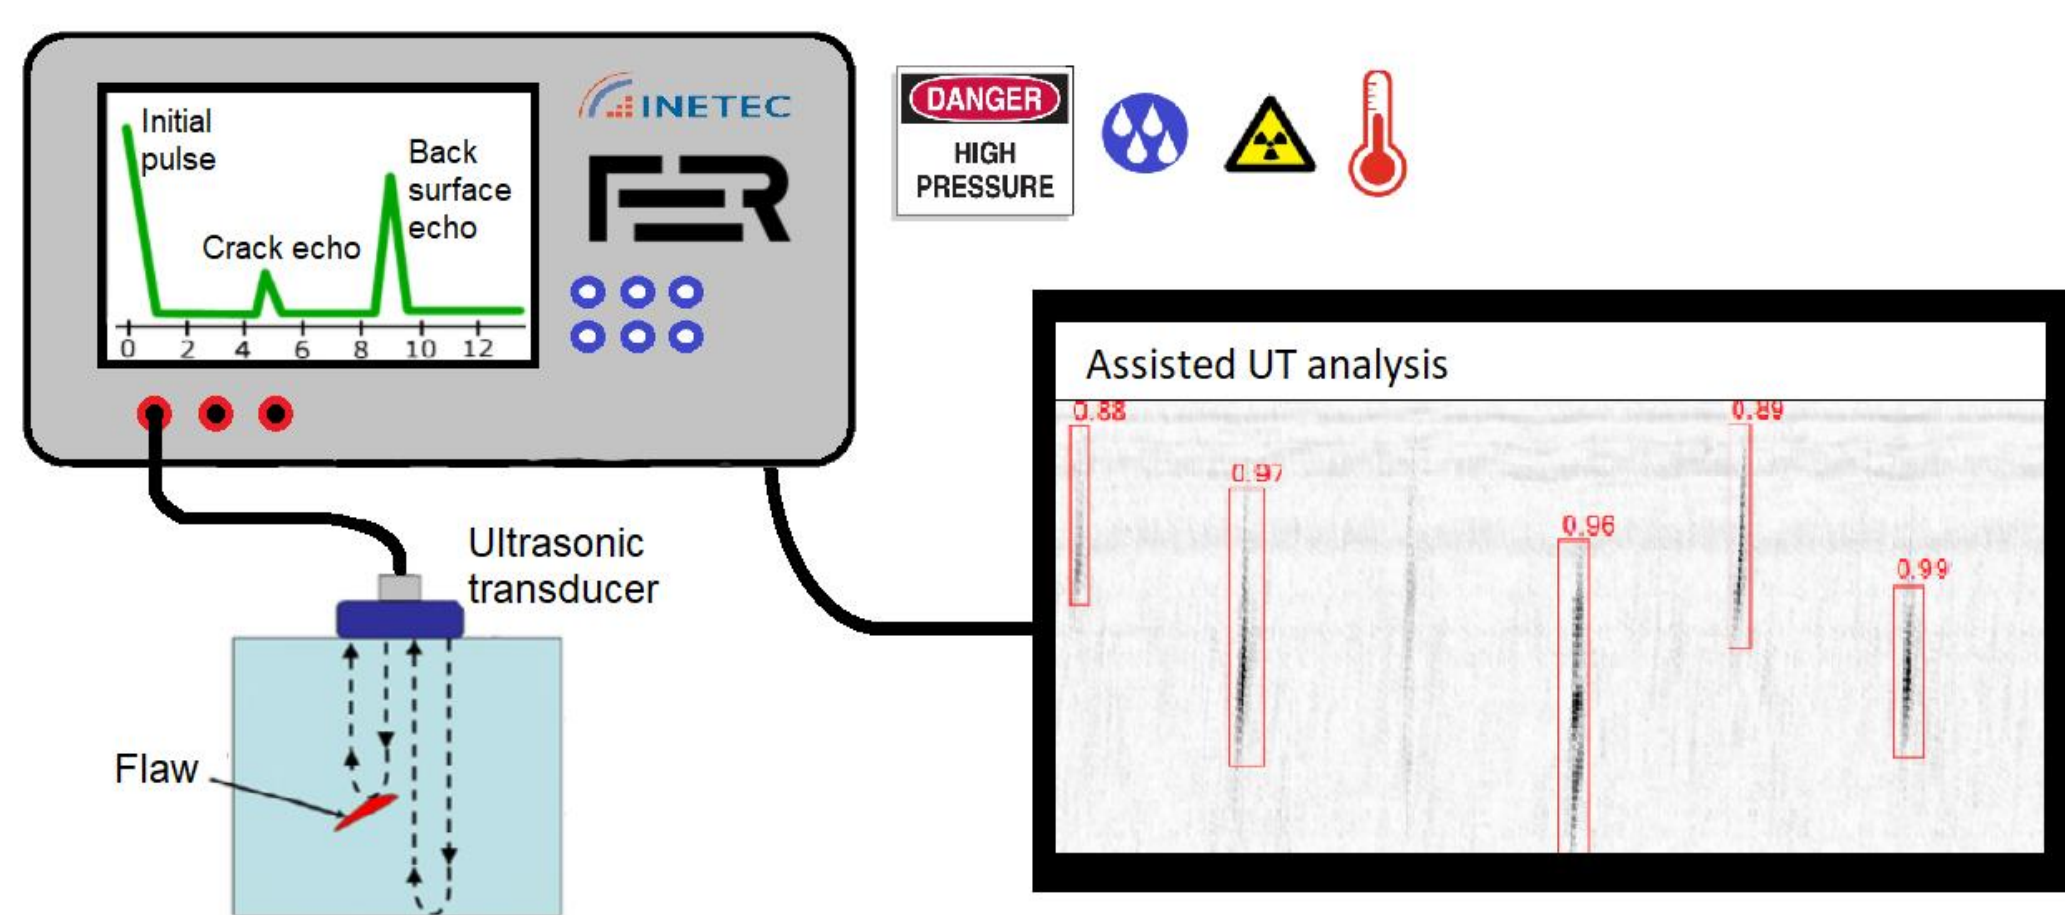 Initial
pulse
Back
surface
echo
Crack echo
0 2 4 6 8 10 12
INETEC
FER
DANGER
HIGH
PRESSURE
Ultrasonic
transducer
Flaw
Assisted UT analysis
0.88
0.89
0.97
0.96
0.99